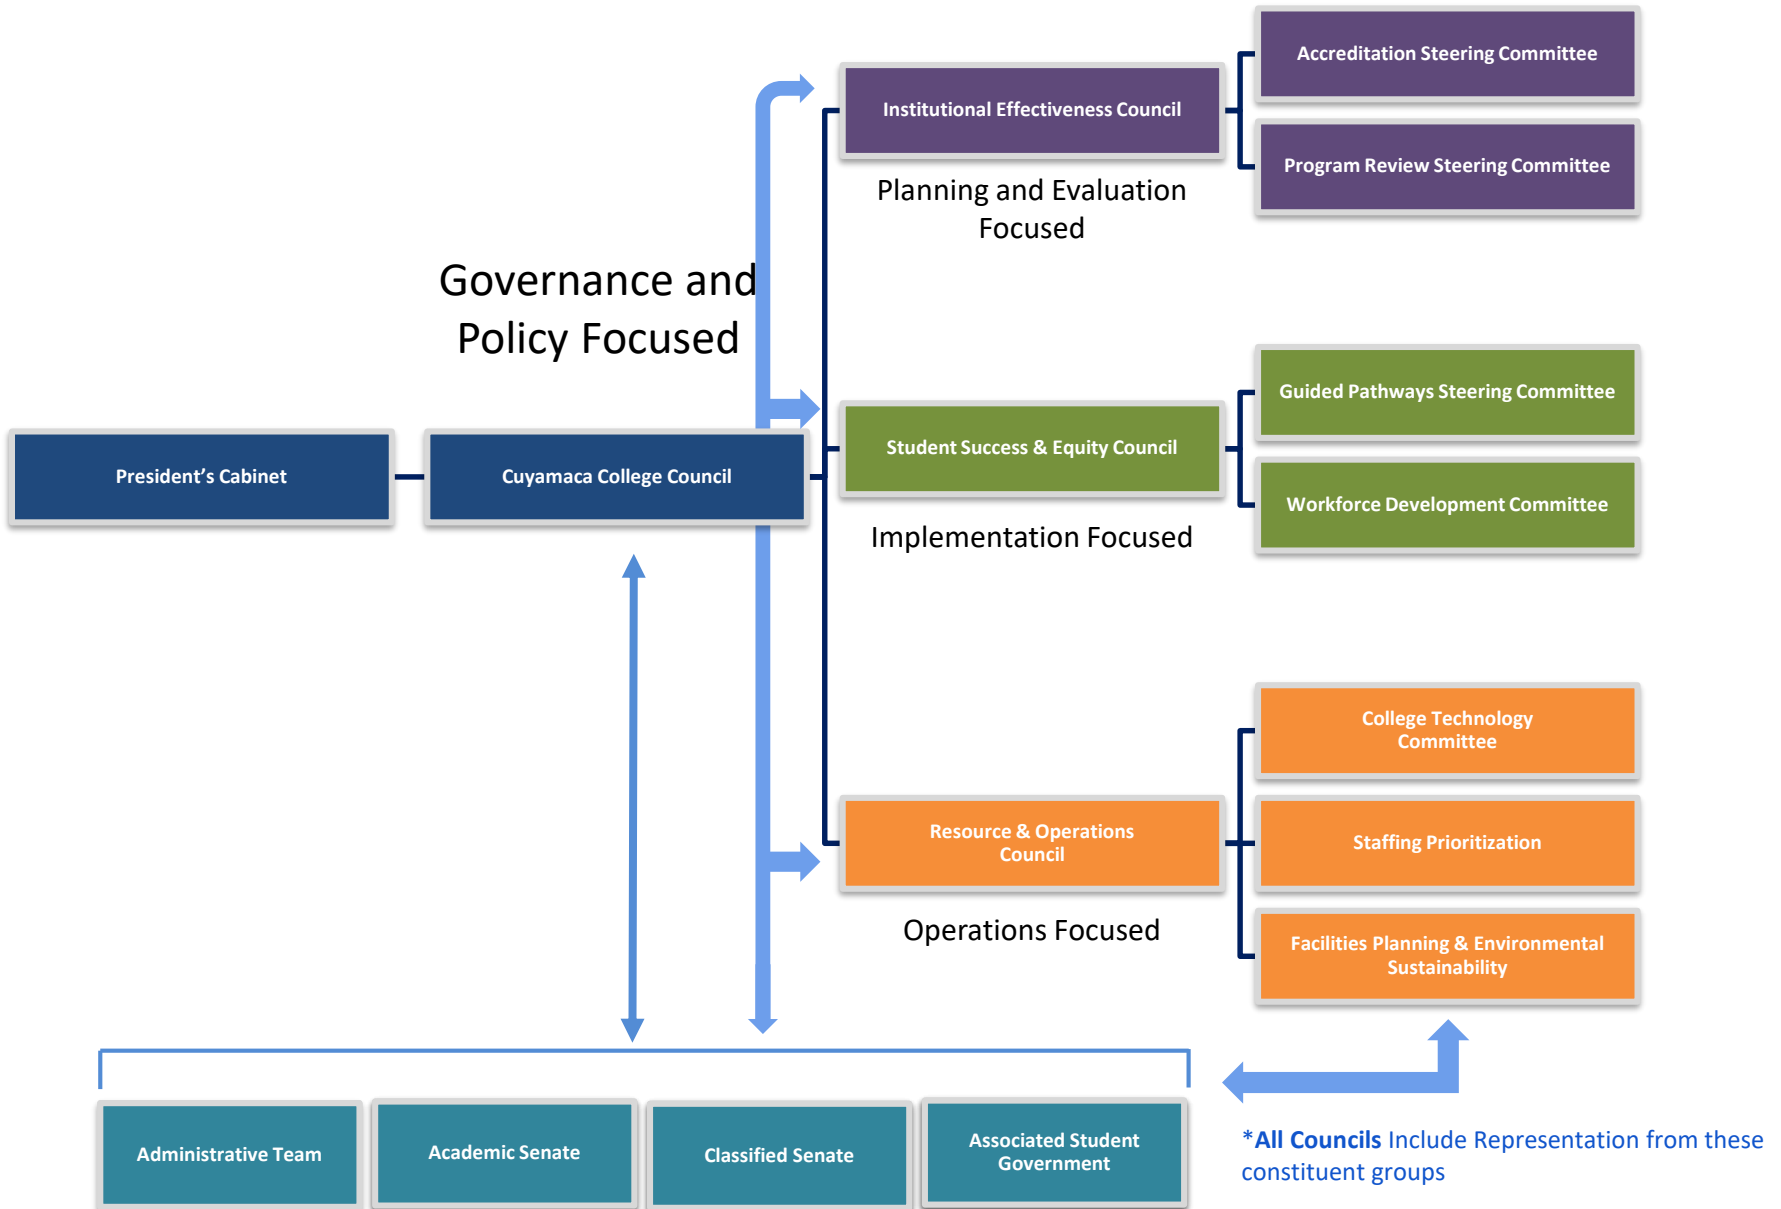 Accreditation Steering Committee
Institutional Effectiveness Council
Program Review Steering Committee
Planning and Evaluation
Focused
Governance and
Policy Focused
Guided Pathways Steering Committee
Student Success & Equity Council
President’s Cabinet
Cuyamaca College Council
Workforce Development Committee
Implementation Focused
College Technology
Committee
Resource & Operations
Council
Staffing Prioritization
Operations Focused
Facilities Planning & Environmental
Sustainability
Administrative Team
Academic Senate
Classified Senate
Associated Student
Government
*All Councils Include Representation from these
constituent groups